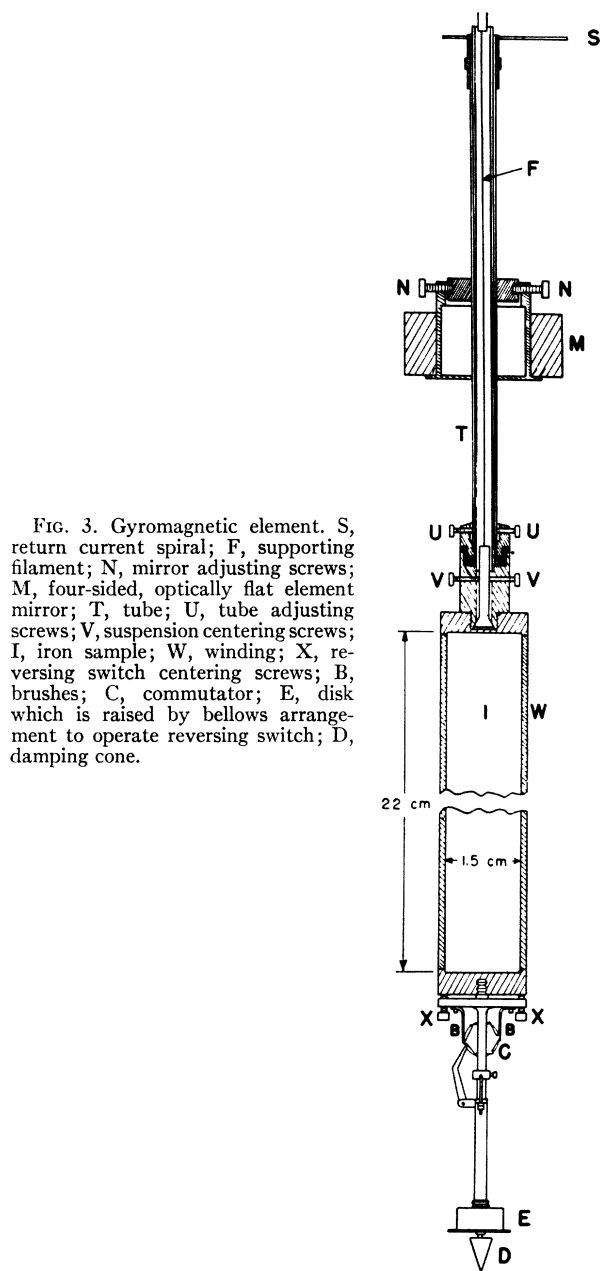 S
F
N N
M
T
FIG. 3. Gyromagnetic element. S,
return current spiral; F, supporting
filament; N, mirror adjusting screws;
M, four-sided, optically flat element
mirror; T, tube; U, tube adjusting
screws; V, suspension centering screws;
I, iron sample; W, winding; X, re-
versing switch centering screws; B,
brushes; C, commutator; E, disk
which is raised by bellows arrange-
ment to operate reversing switch; D,
damping cone.
U U
V V
I W
22 cm
1.5 cm
X B B X
C
E
D